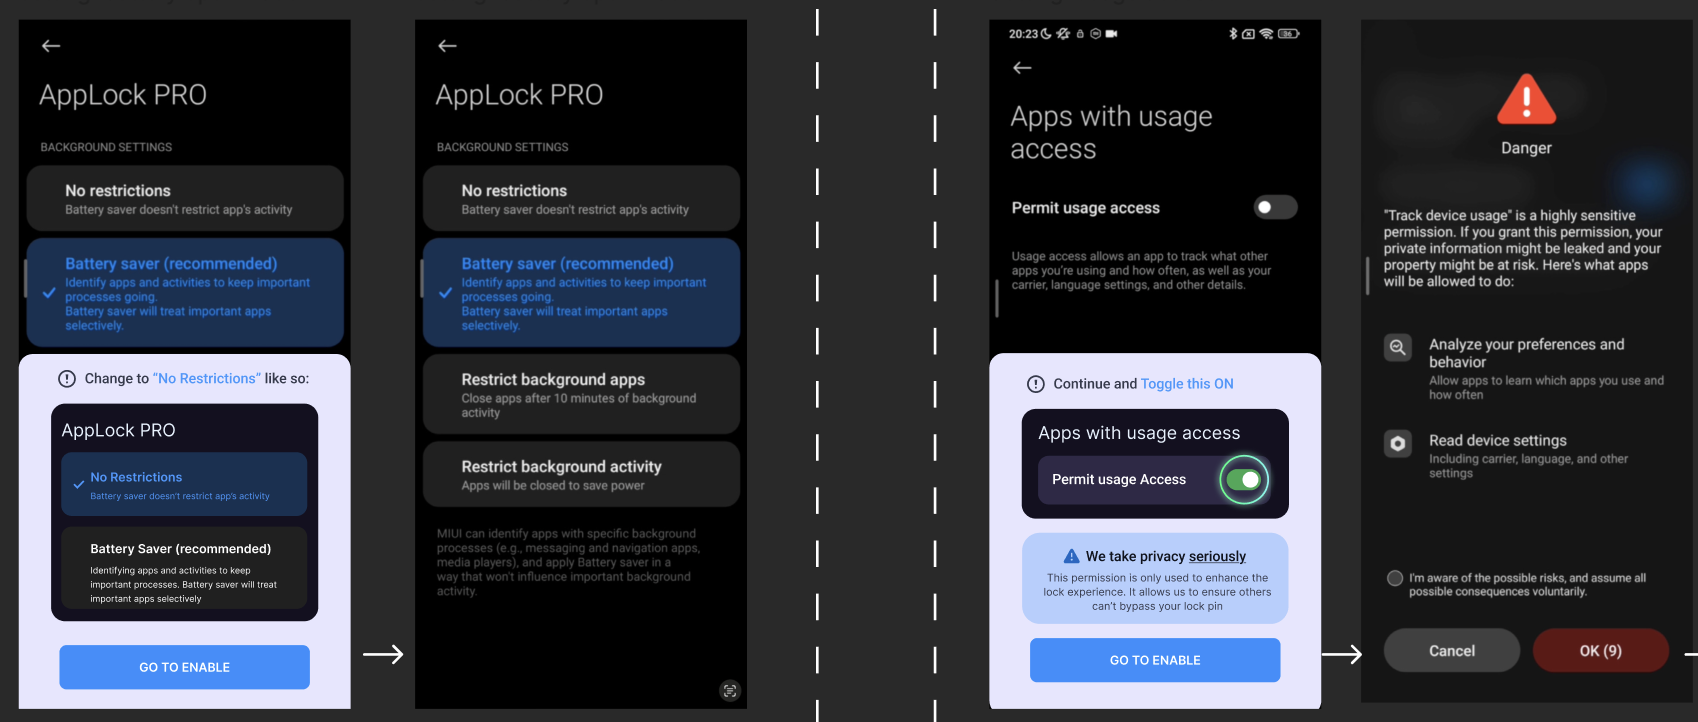 AppLock PRO
BACKGROUND SETTINGS
No restrictions
Battery saver doesn't restrict app's activity
Battery saver (recommended)
Identify apps and activities to keep important
processes going.
Battery saver will treat important apps
selectively.
Change to “No Restrictions” like so:
AppLock PRO
No Restrictions
Battery saver doesn't restrict app's activity
Battery Saver (recommended)
Identifying apps and activities to keep
important processes. Battery saver will treat
important apps selectively
GO TO ENABLE
AppLock PRO
BACKGROUND SETTINGS
No restrictions
Battery saver doesn't restrict app's activity
Battery saver (recommended)
Identify apps and activities to keep important
processes going.
Battery saver will treat important apps
selectively.
Restrict background apps
Close apps after 10 minutes of background
activity
Restrict background activity
Apps will be closed to save power
MIUI can identify apps with specific background
processes (e.g., messaging and navigation apps,
media players), and apply Battery saver in a
way that won't influence important background
activity.
20:23
Apps with usage
access
Permit usage access
Usage access allows an app to track what other
apps you're using and how often, as well as your
carrier, language settings, and other details.
Continue and Toggle this ON
Apps with usage access
Permit usage Access
We take privacy seriously
This permission is only used to enhance the
lock experience. It allows us to ensure others
can't bypass your lock pin
GO TO ENABLE
Danger
"Track device usage" is a highly sensitive
permission. If you grant this permission, your
private information might be leaked and your
property might be at risk. Here's what apps
will be allowed to do:
Analyze your preferences and
behavior
Allow apps to learn which apps you use and
how often
Read device settings
Including carrier, language, and other
settings
I'm aware of the possible risks, and assume all
possible consequences voluntarily.
Cancel
OK (9)